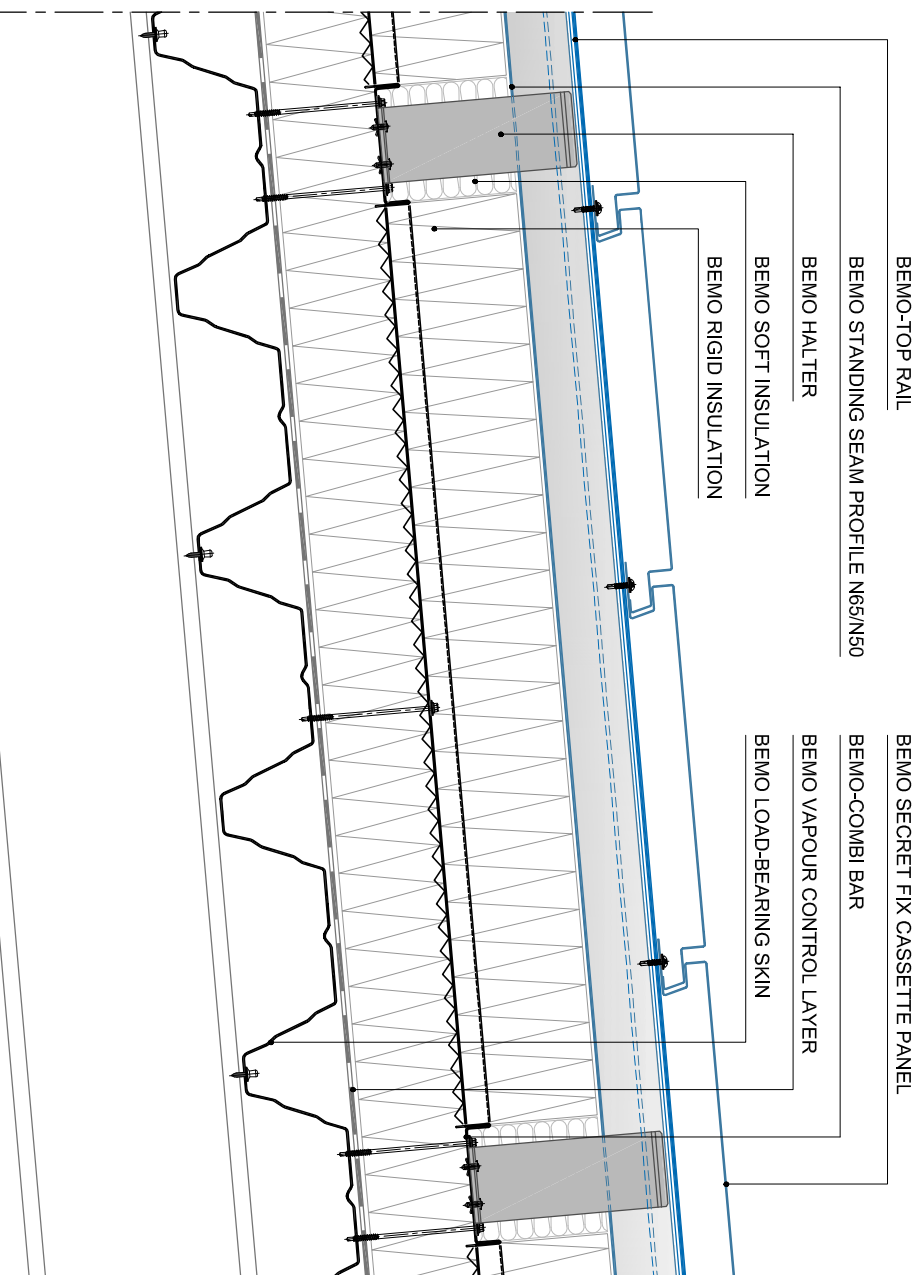 BEMO-TOP RAIL
BEMO STANDING SEAM PROFILE N65/N50
BEMO HALTER
BEMO SOFT INSULATION
BEMO RIGID INSULATION
BEMO SECRET FIX CASSETTE PANEL
BEMO-COMBI BAR
BEMO VAPOUR CONTROL LAYER
BEMO LOAD-BEARING SKIN